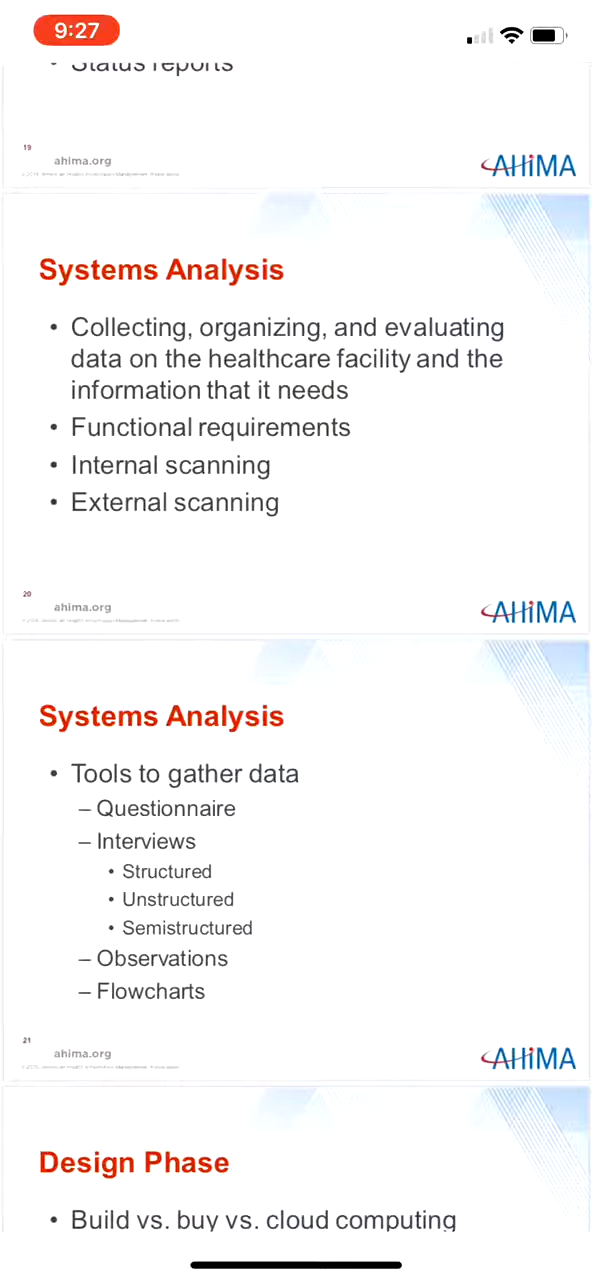 9:27
• Status reports
19
ahima.org
AHIMA
Systems Analysis
• Collecting, organizing, and evaluating
data on the healthcare facility and the
information that it needs
• Functional requirements
• Internal scanning
• External scanning
20
ahima.org
AHIMA
Systems Analysis
• Tools to gather data
– Questionnaire
– Interviews
• Structured
• Unstructured
• Semistructured
– Observations
– Flowcharts
21
ahima.org
AHIMA
Design Phase
• Build vs. buy vs. cloud computing